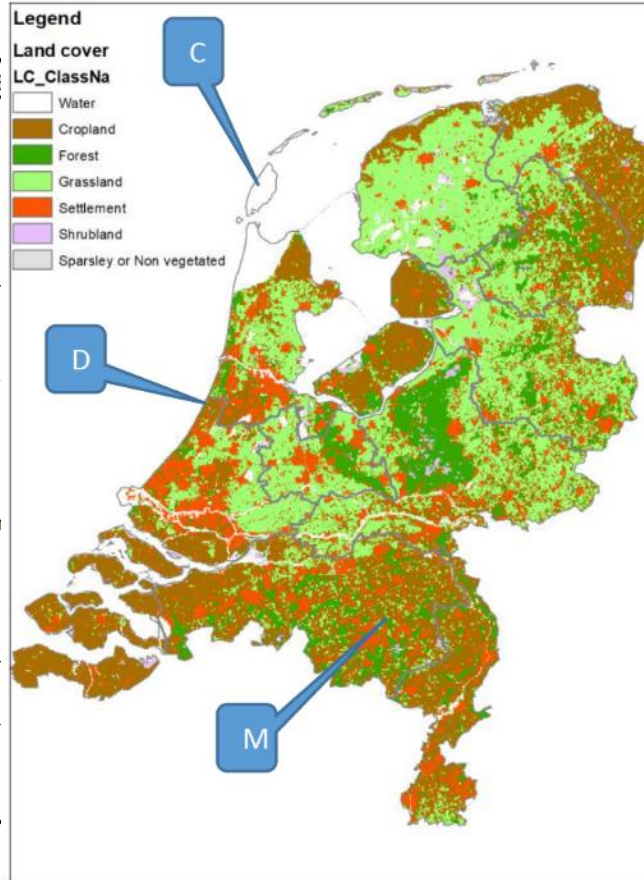 Legend
Land cover
LC_ClassNa
Water
Cropland
Forest
Grassland
Settlement
Shrubland
Sparsley or Non vegetated
C
D
M